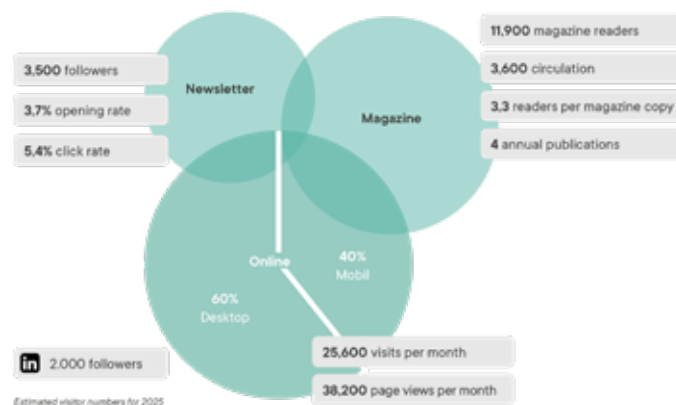 11,900 magazine readers
3,500 followers
Newsletter
3,600 circulation
3,7% opening rate
Magazine
3,3 readers per magazine copy
5,4% click rate
4 annual publications
Online
40%
Mobil
60%
Desktop
25,600 visits per month
in 2.000 followers
38,200 page views per month
Estimated visitor numbers for 2025